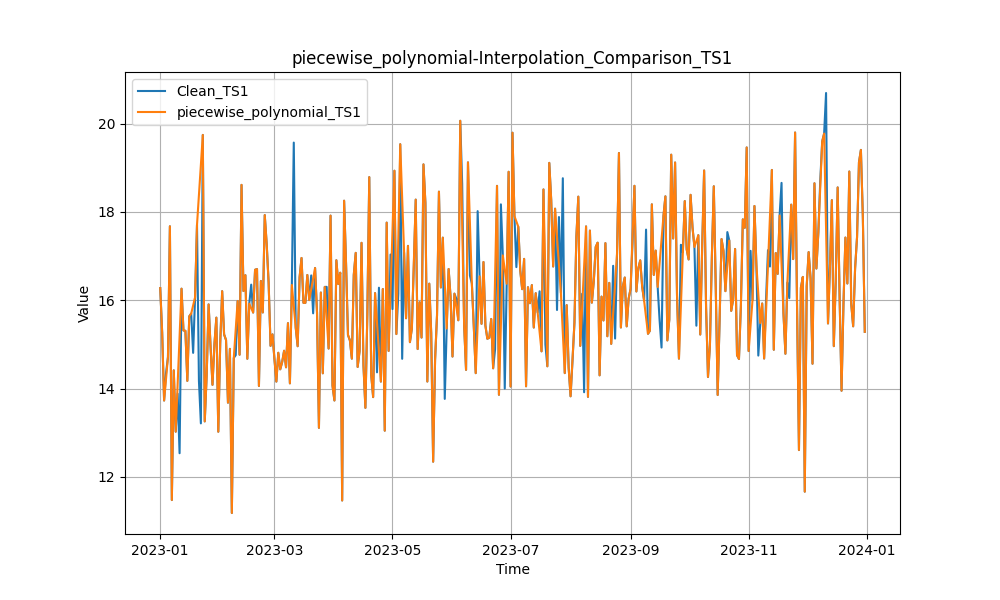 piecewise_polynomial-Interpolation_Comparison_TS1
Clean_TS1
piecewise_polynomial_TS1
20
18
16
14
12
Value
2023-01 2023-03 2023-05 2023-07 2023-09 2023-11 2024-01
Time